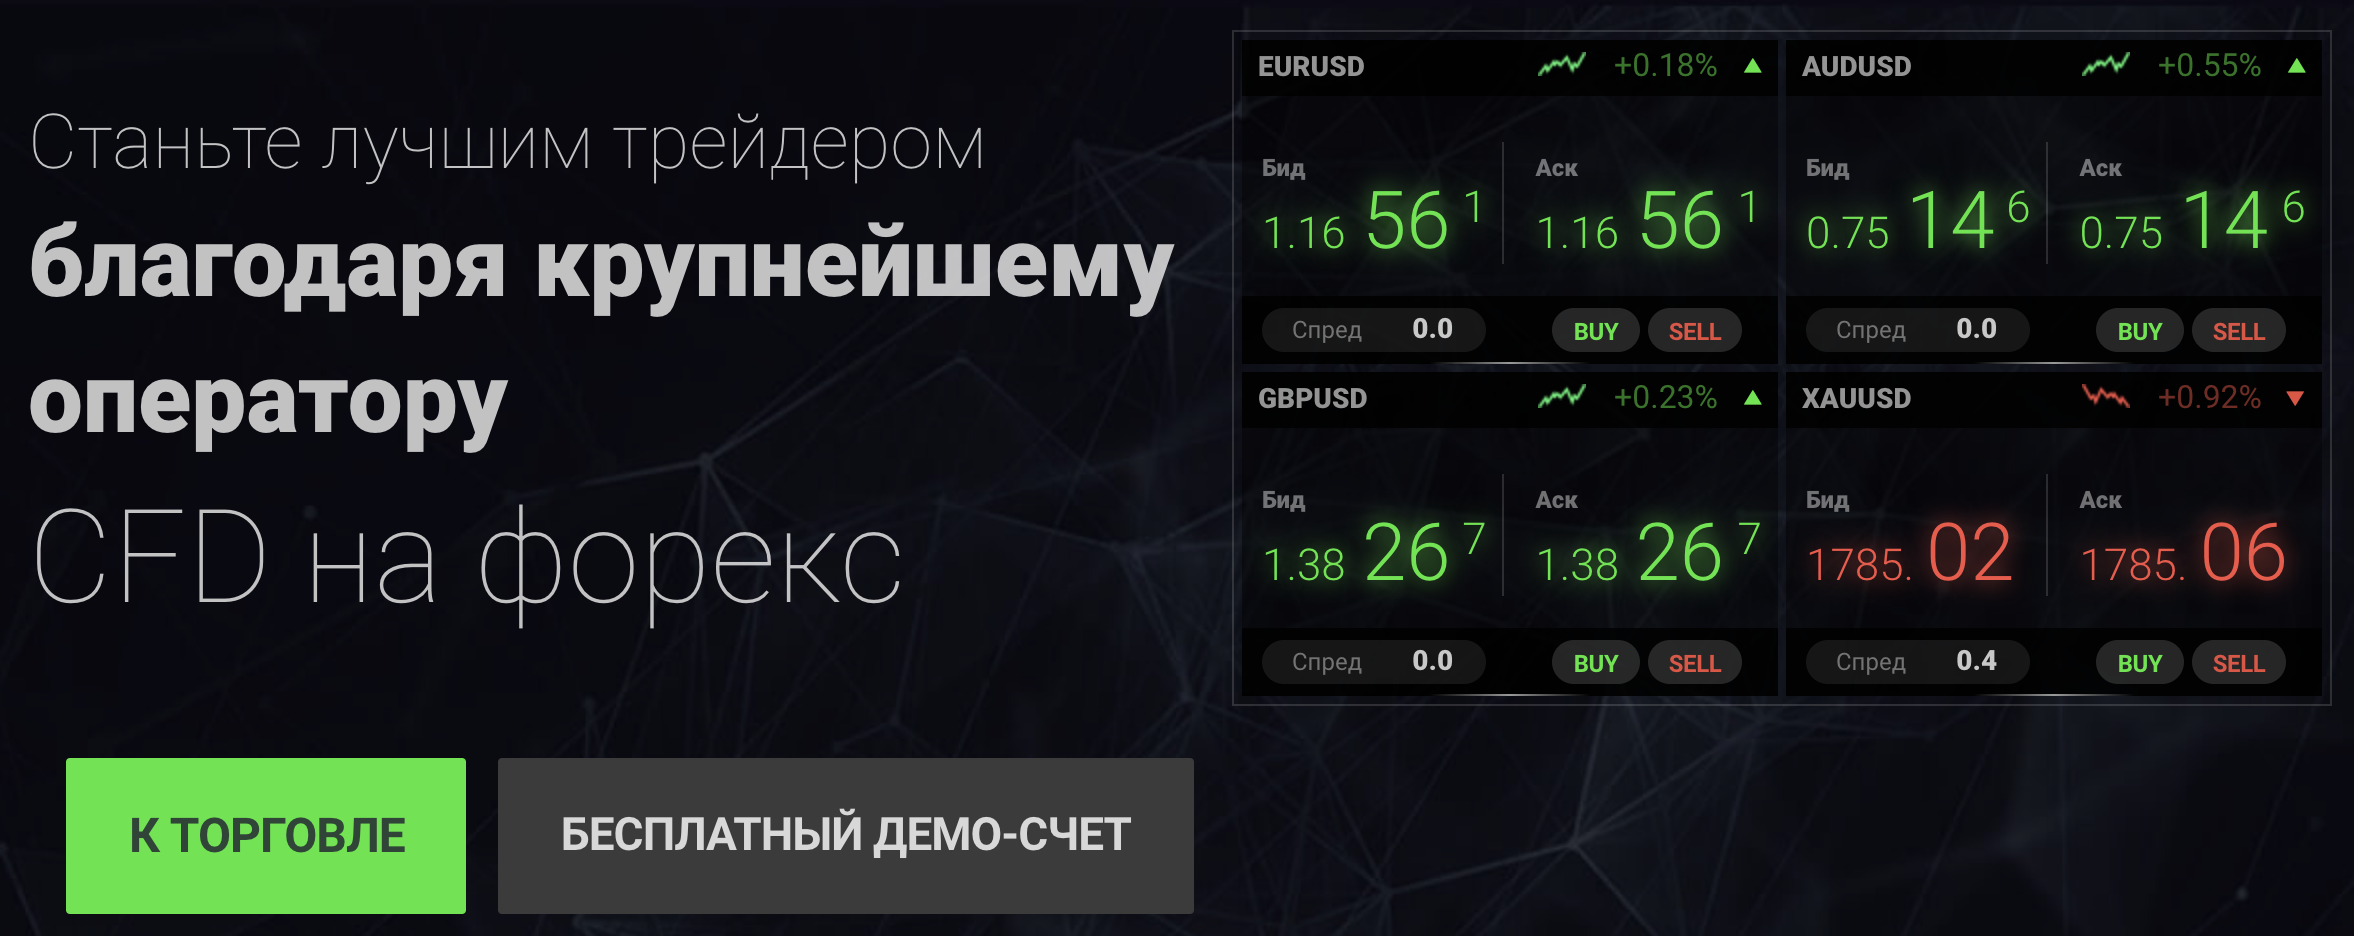 Станьте лучшим трейдером
благодаря крупнейшему
оператору
CFD на форекс
К ТОРГОВЛЕ
БЕСПЛАТНЫЙ ДЕМО-СЧЕТ
EURUSD +0.18% ▲
Бид Аск
1.16 56 1 1.16 56 1
Спред 0.0 BUY SELL
AUDUSD +0.55% ▲
Бид Аск
0.75 14 6 0.75 14 6
Спред 0.0 BUY SELL
GBPUSD +0.23% ▲
Бид Аск
1.38 26 7 1.38 26 7
Спред 0.0 BUY SELL
XAUUSD +0.92% ▼
Бид Аск
1785. 02 1785. 06
Спред 0.4 BUY SELL